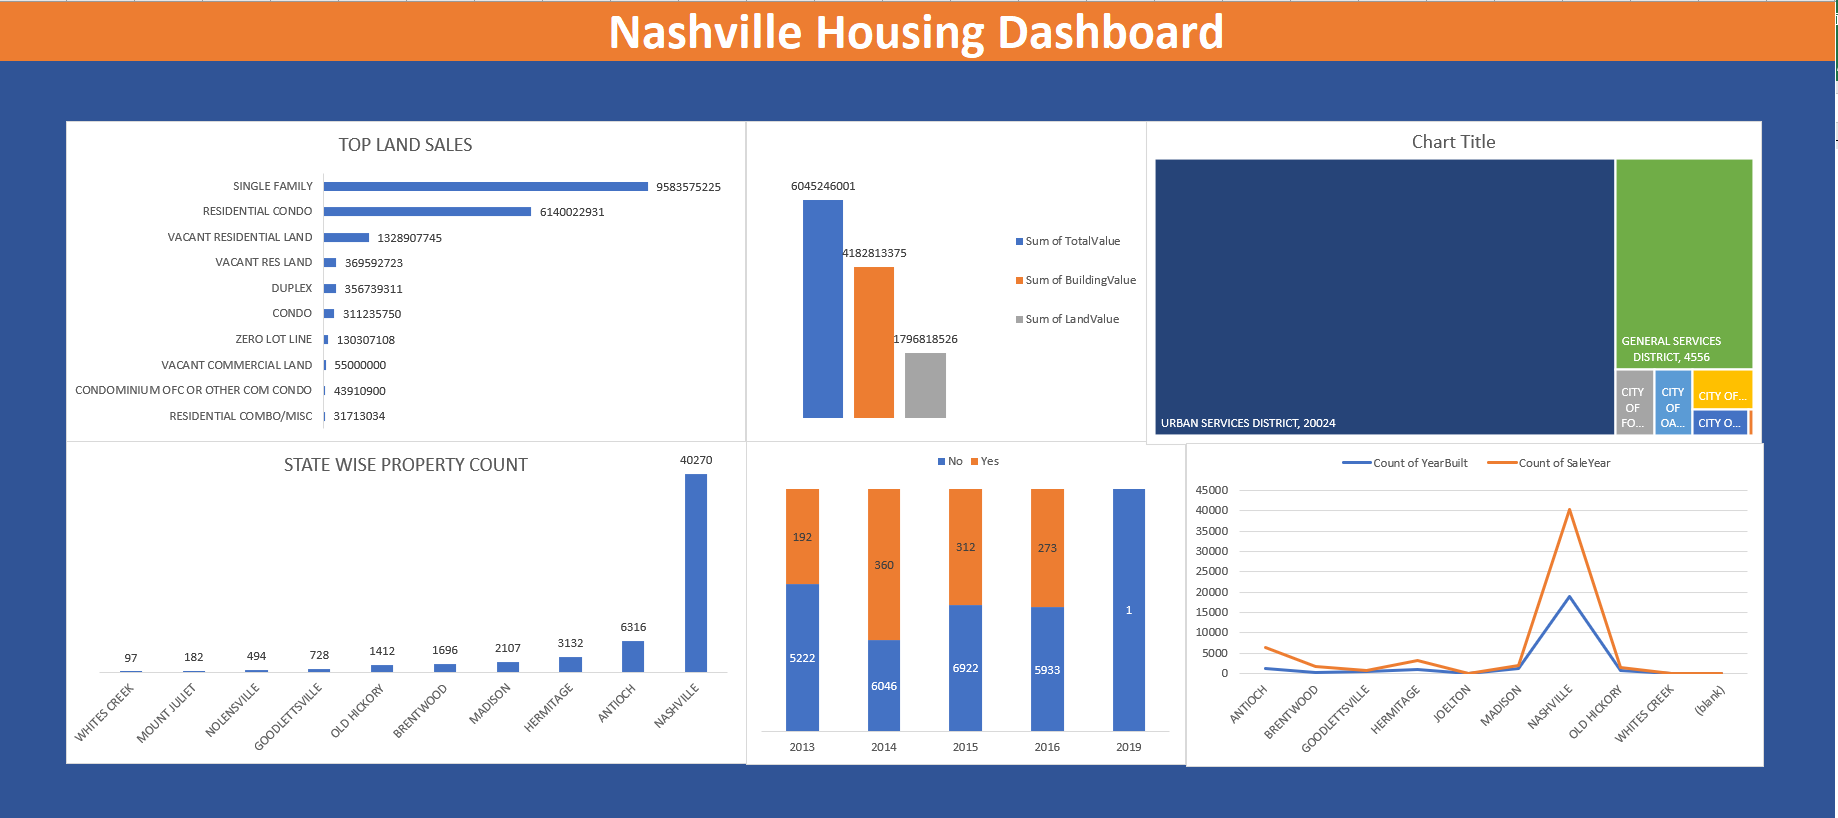 Nashville Housing Dashboard
TOP LAND SALES
SINGLE FAMILY 9583575225
RESIDENTIAL CONDO 6140022931
VACANT RESIDENTIAL LAND 1328907745
VACANT RES LAND 369592723
DUPLEX 356739311
CONDO 311235750
ZERO LOT LINE 130307108
VACANT COMMERCIAL LAND 55000000
CONDOMINIUM OFC OR OTHER COM CONDO 43910900
RESIDENTIAL COMBO/MISC 31713034
6045246001
4182813375
1796818526
Sum of TotalValue
Sum of BuildingValue
Sum of LandValue
Chart Title
URBAN SERVICES DISTRICT, 20024
GENERAL SERVICES
DISTRICT, 4556
CITY
OF
FO...
CITY
OF
OA...
CITY OF...
CITY O...
STATE WISE PROPERTY COUNT
97 182 494 728 1412 1696 2107 3132 6316 40270
WHITES CREEK
MOUNT JULIET
NOLENSVILLE
GOODLETTSVILLE
OLD HICKORY
BRENTWOOD
MADISON
HERMITAGE
ANTIOCH
NASHVILLE
No Yes
192 360 312 273
5222 6046 6922 5933 1
2013 2014 2015 2016 2019
Count of YearBuilt Count of SaleYear
45000
40000
35000
30000
25000
20000
15000
10000
5000
0
ANTIOCH
BRENTWOOD
GOODLETTSVILLE
HERMITAGE
JOELTON
MADISON
NASHVILLE
OLD HICKORY
WHITES CREEK
(blank)